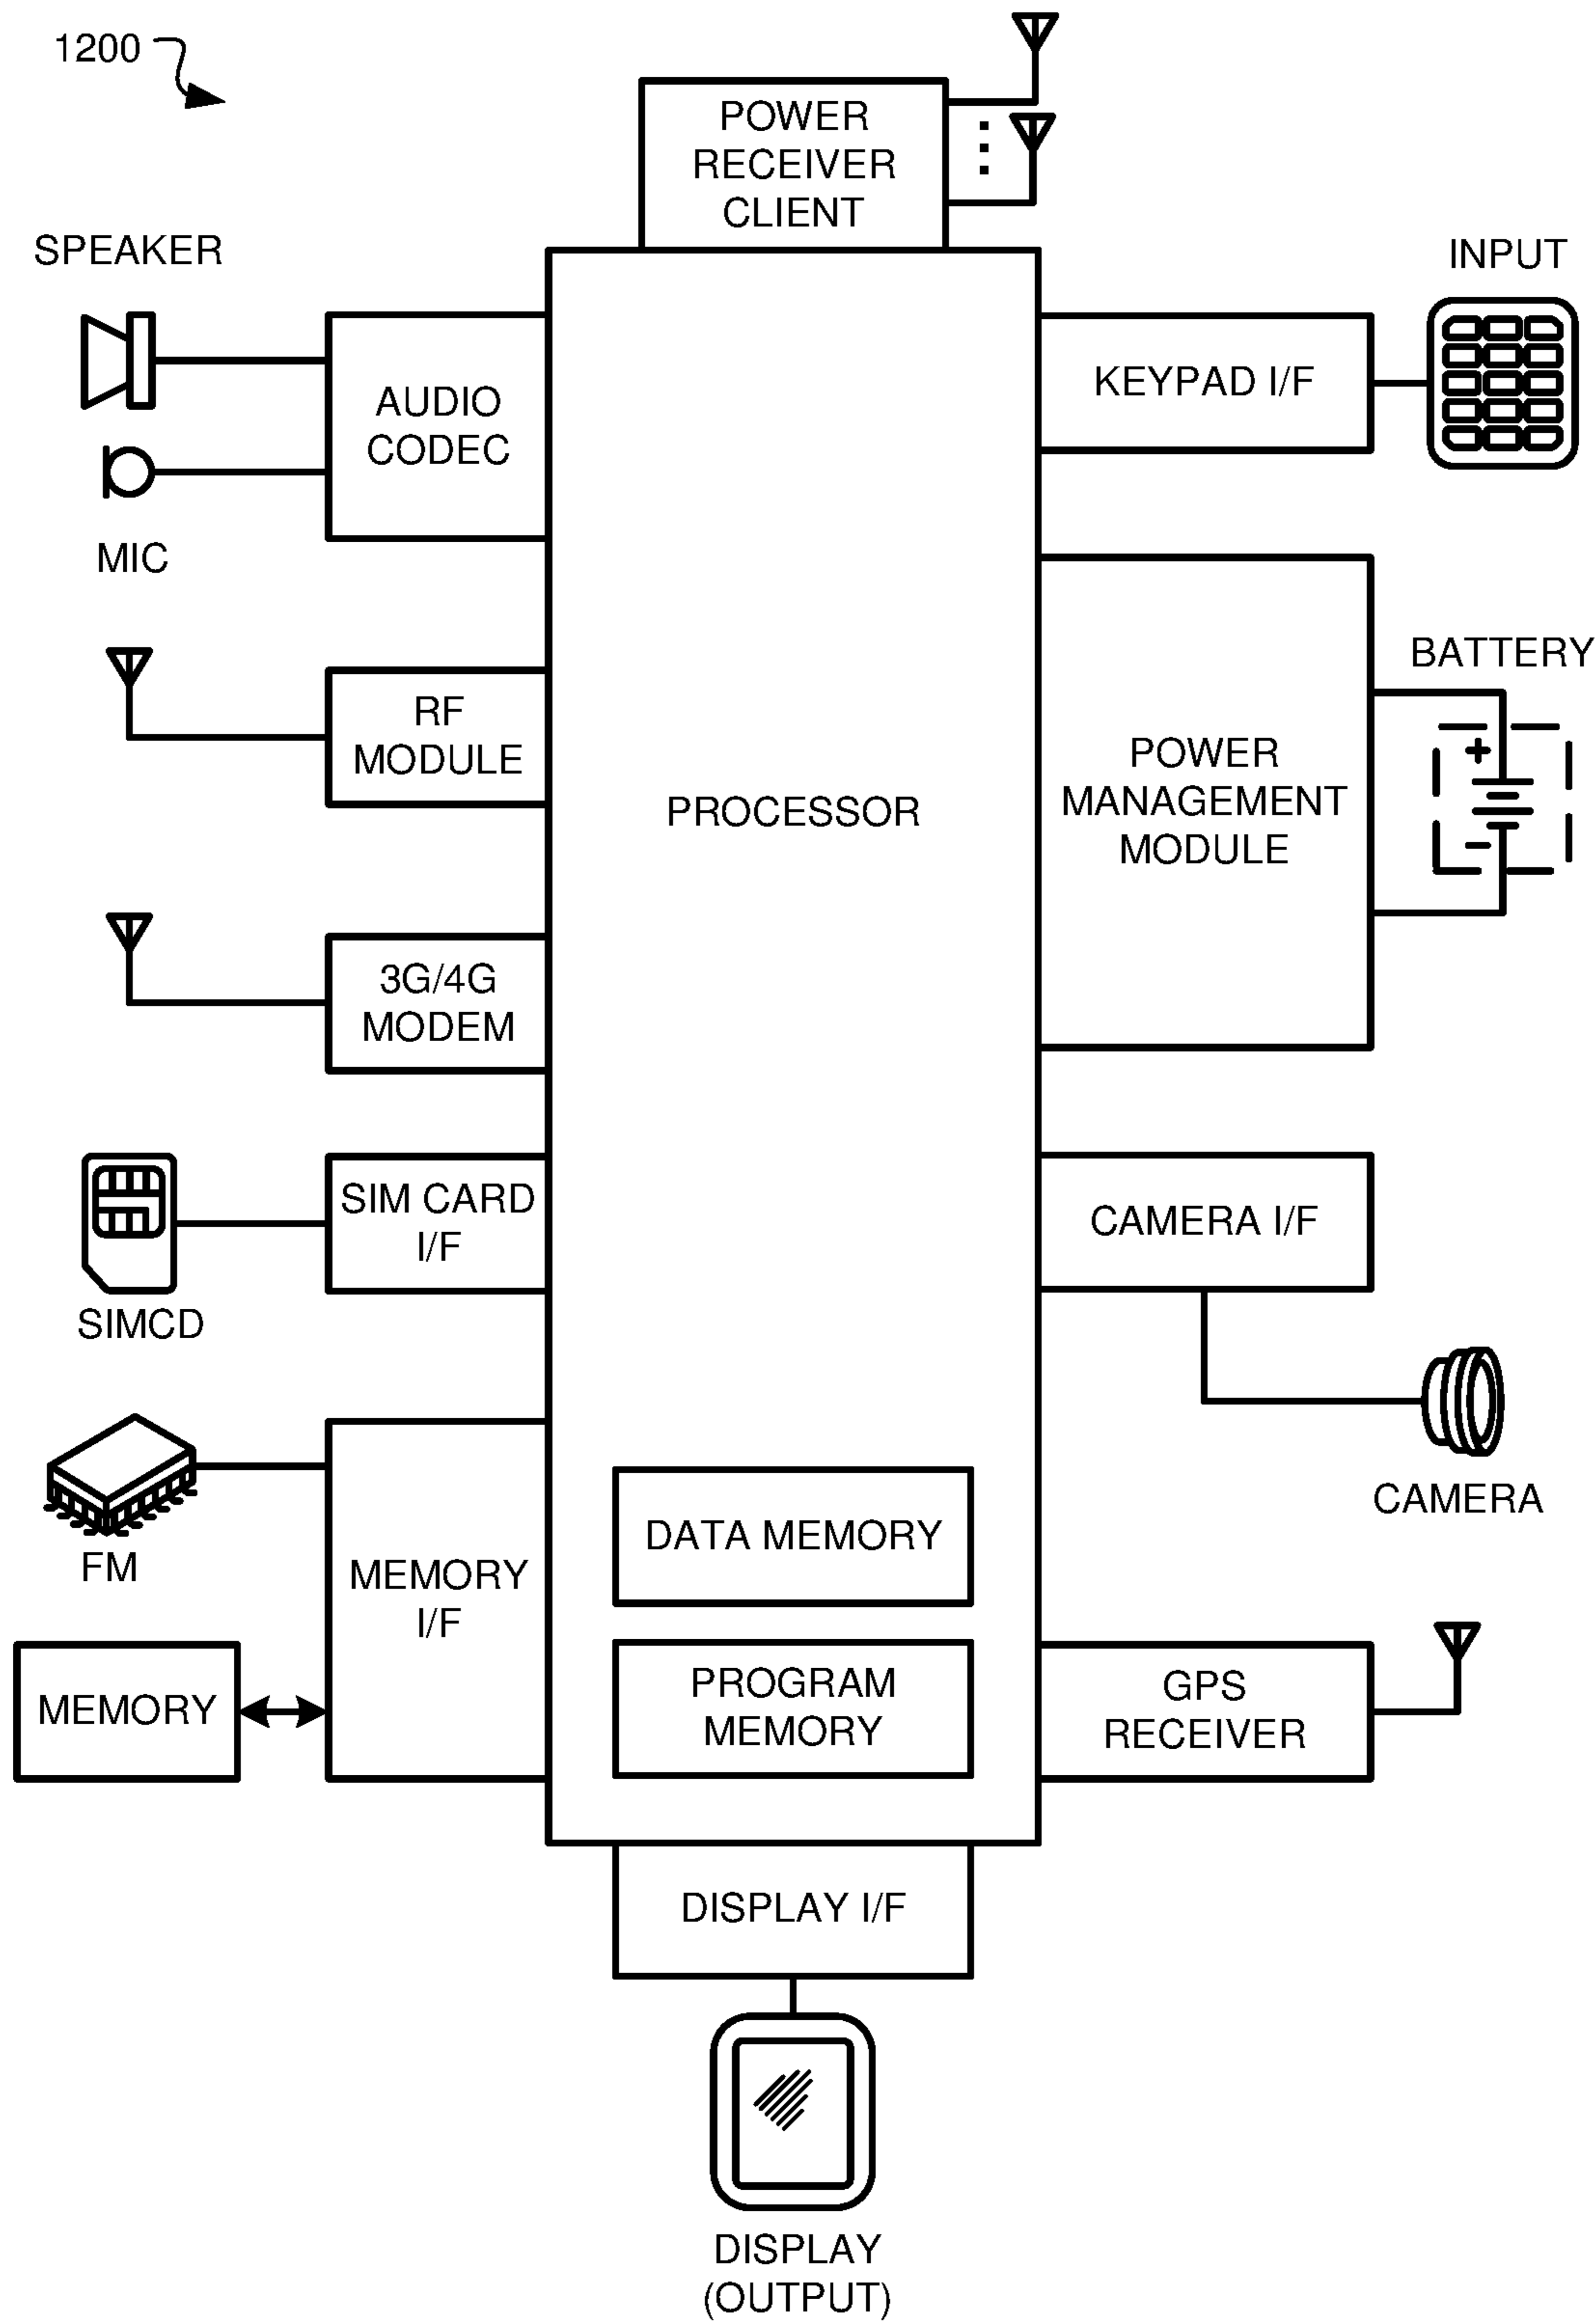 1200
POWER
RECEIVER
CLIENT
SPEAKER
INPUT
AUDIO
CODEC
KEYPAD I/F
MIC
BATTERY
RF
MODULE
PROCESSOR
POWER
MANAGEMENT
MODULE
+
-
3G/4G
MODEM
SIM CARD
I/F
CAMERA I/F
SIMCD
CAMERA
FM
MEMORY
I/F
DATA MEMORY
MEMORY
PROGRAM
MEMORY
GPS
RECEIVER
DISPLAY I/F
DISPLAY
(OUTPUT)